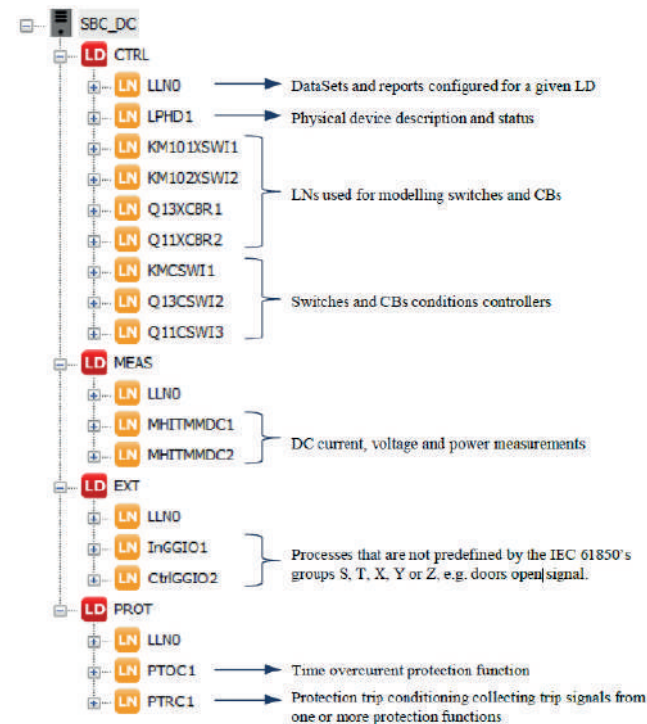 SBC_DC
LD CTRL
LN LLN0 DataSets and reports configured for a given LD
LN LPHD1 Physical device description and status
LN KM101XSWI1
LN KM102XSWI2
LNs used for modelling switches and CBs
LN Q13XCBR1
LN Q11XCBR2
LN KMCSWI1
LN Q13CSWI2 Switches and CBs conditions controllers
LN Q11CSWI3
LD MEAS
LN LLN0
LN MHITMMDC1
DC current, voltage and power measurements
LN MHITMMDC2
LD EXT
LN LLN0
LN InGGIO1
Processes that are not predefined by the IEC 61850's
LN CtrlGGIO2
groups S, T, X, Y or Z, e.g. doors open signal.
LD PROT
LN LLN0
LN PTOC1 Time overcurrent protection function
LN PTRC1 Protection trip conditioning collecting trip signals from
one or more protection functions